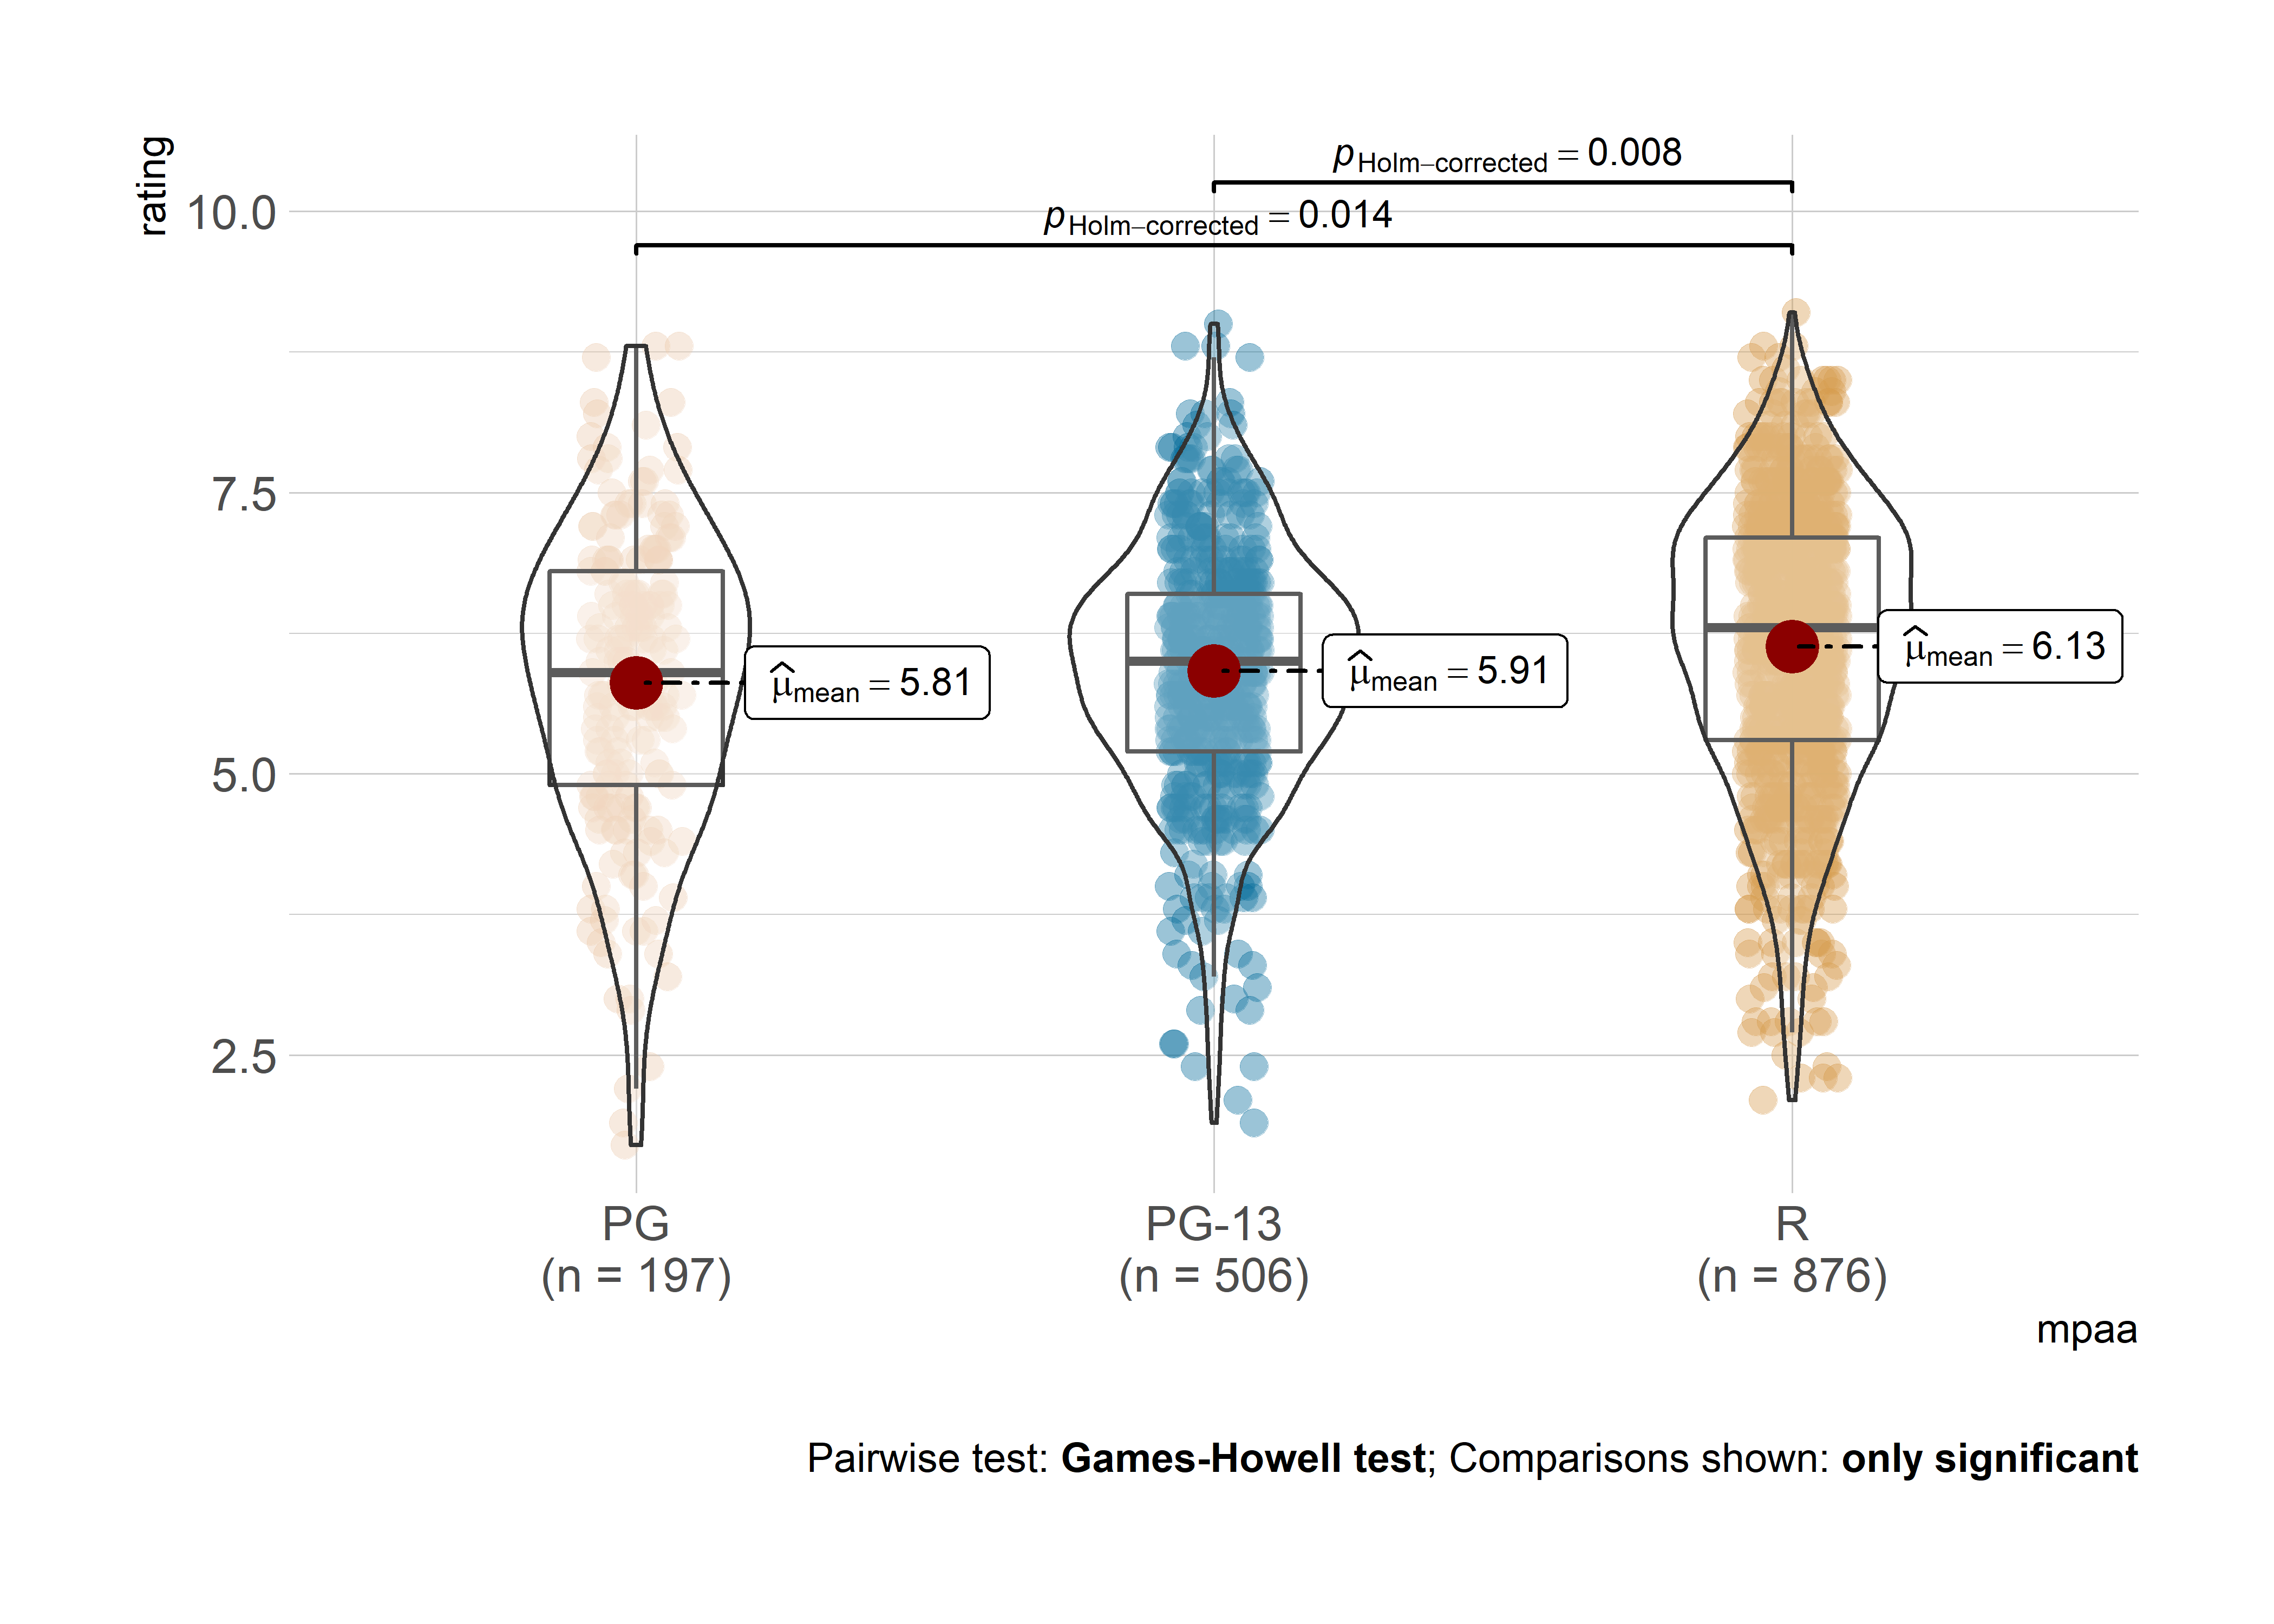 rating
p Holm−corrected = 0.008
10.0
p Holm−corrected = 0.014
7.5
5.0
2.5
μ̂mean = 5.81
μ̂mean = 5.91
μ̂mean = 6.13
PG
(n = 197)
PG-13
(n = 506)
R
(n = 876)
mpaa
Pairwise test: Games-Howell test; Comparisons shown: only significant